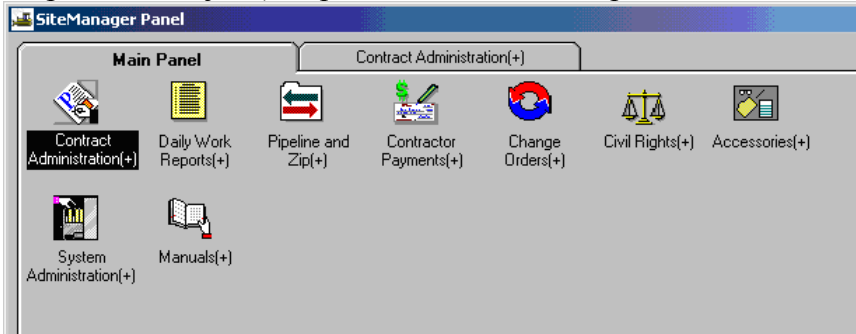 SiteManager Panel
Main Panel
Contract Administration(+)
Contract Administration(+)
Daily Work Reports(+)
Pipeline and Zip(+)
Contractor Payments(+)
Change Orders(+)
Civil Rights(+)
Accessories(+)
System Administration(+)
Manuals(+)